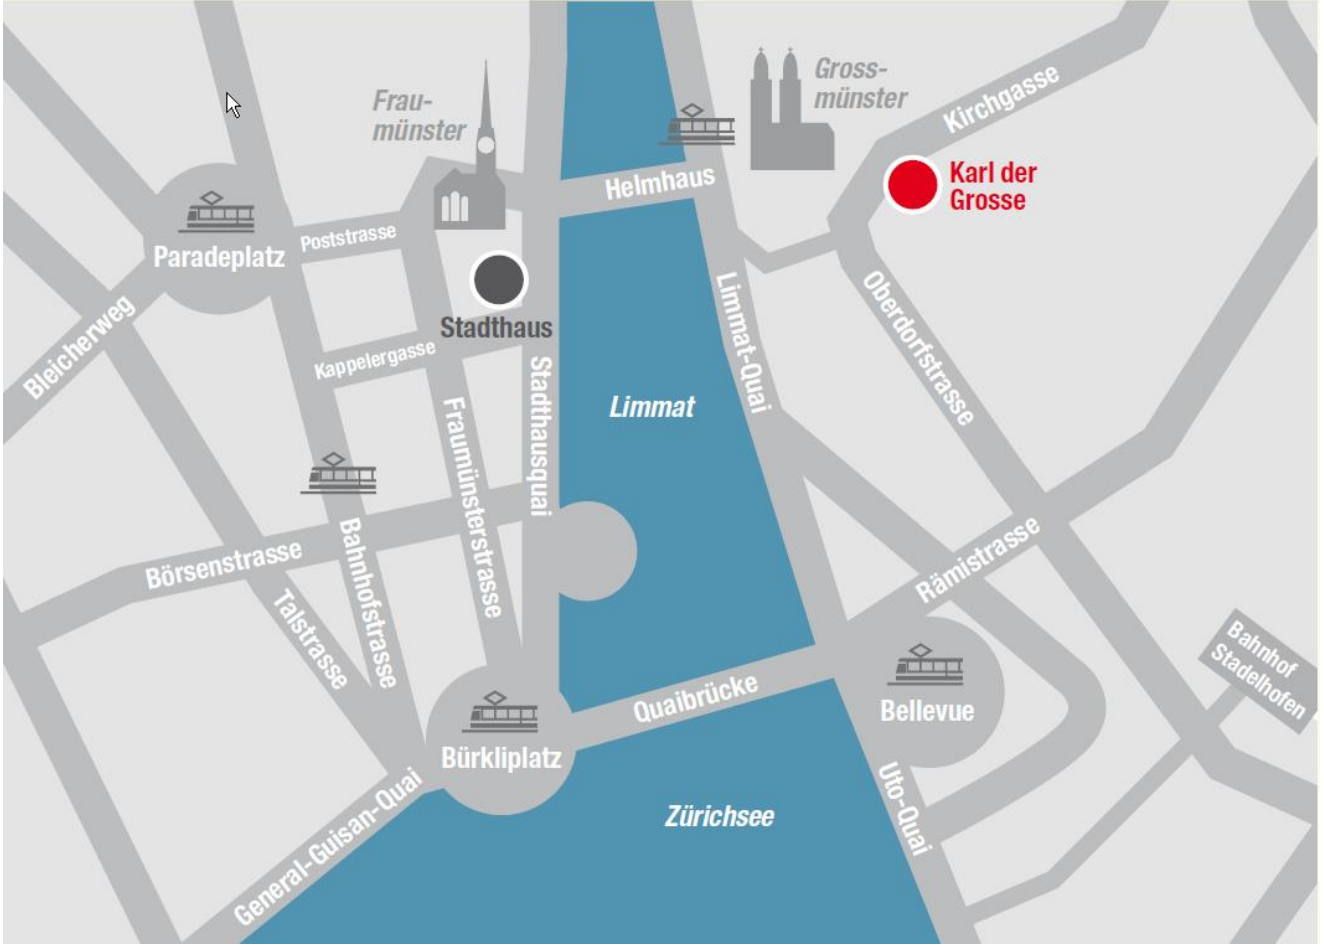 Frau-
münster
Gross-
münster
Kirchgasse
Karl der
Grosse
Helmhaus
Poststrasse
Paradeplatz
Stadthaus
Kappelergasse
Bleicherweg
Limmat-Quai
Oberdorfstrasse
Stadthausquai
Limmat
Fraumünsterstrasse
Börsenstrasse
Bahnhofstrasse
Talstrasse
Rämistrasse
Bahnhof
Stadelhofen
Quaibrücke
Bellevue
Bürkliplatz
Uto-Quai
Zürichsee
General-Guisan-Quai